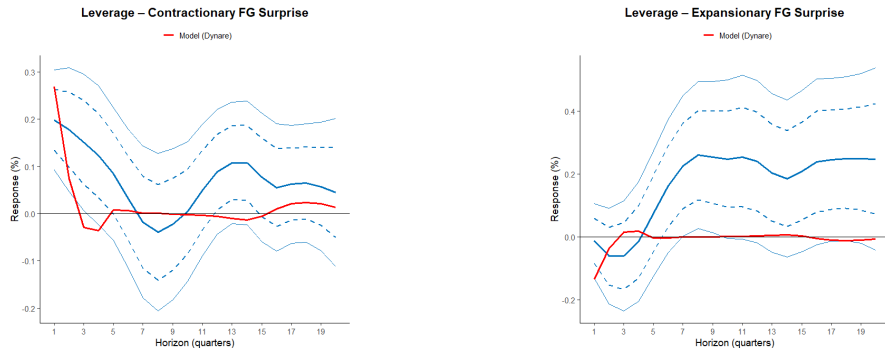 Leverage – Contractionary FG Surprise
Model (Dynare)
Response (%)
0.3
0.2
0.1
0.0
-0.1
-0.2
1 3 5 7 9 11 13 15 17 19
Horizon (quarters)
Leverage – Expansionary FG Surprise
Model (Dynare)
Response (%)
0.4
0.2
0.0
-0.2
1 3 5 7 9 11 13 15 17 19
Horizon (quarters)